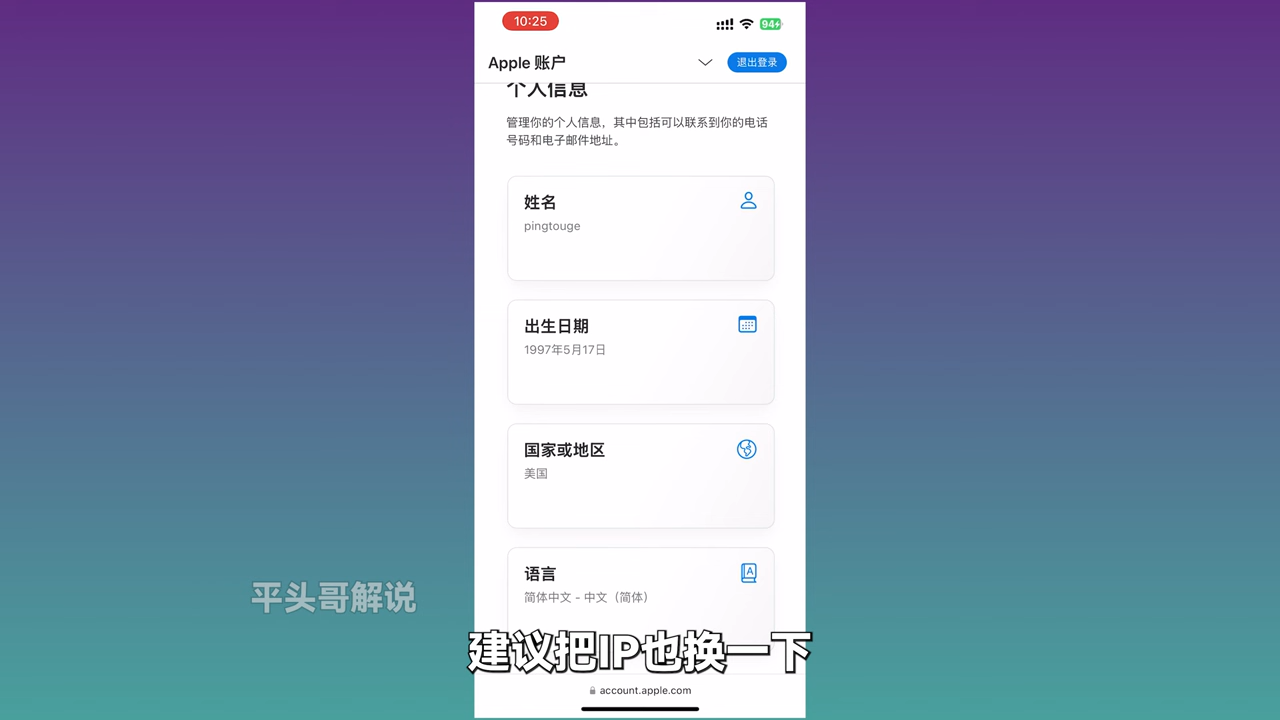 10:25
94
Apple 账户
退出登录
个人信息
管理你的个人信息，其中包括可以联系到你的电话
号码和电子邮件地址。
姓名
pingtouge
出生日期
1997年5月17日
国家或地区
美国
语言
A
简体中文 - 中文（简体）
平头哥解说
建议把IP也换一下
account.apple.com